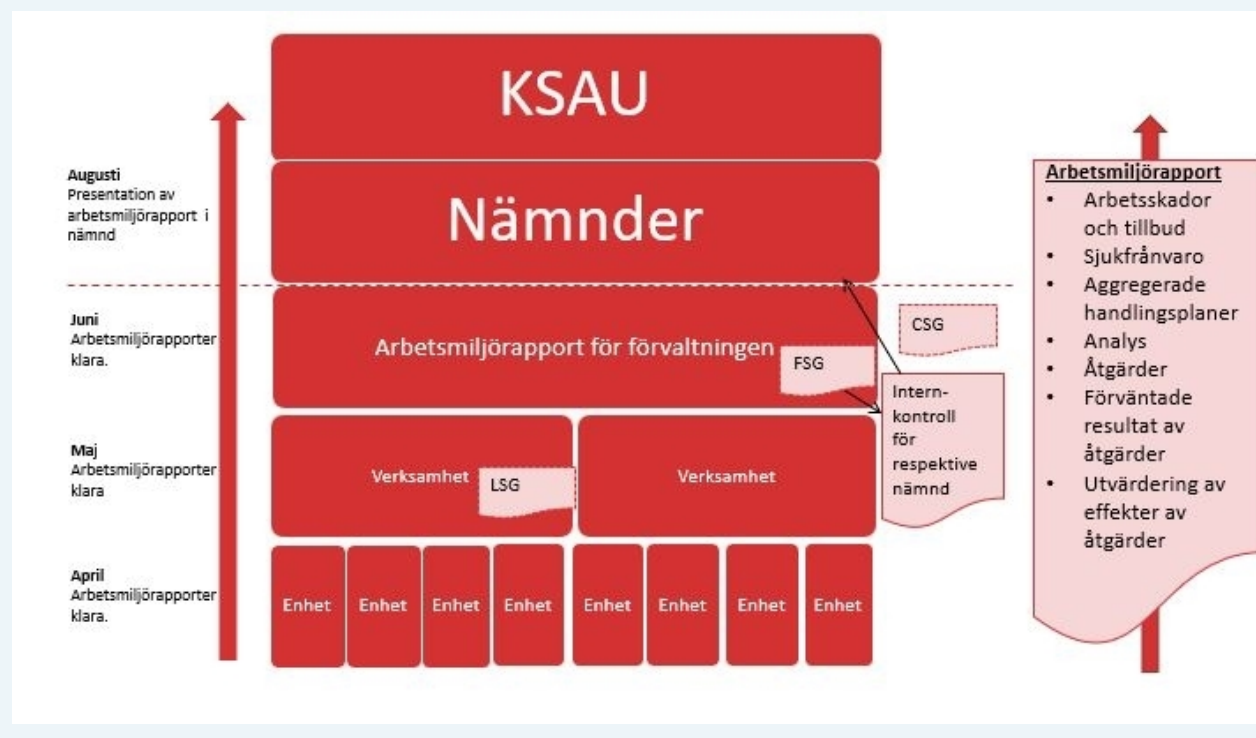 KSAU
Augusti
Presentation av
arbetsmiljörapport i
nämnd
Nämnder
Juni
Arbetsmiljörapporter
klara.
Arbetsmiljörapport för förvaltningen
FSG
CSG
Intern-
kontroll
för
respektive
nämnd
Maj
Arbetsmiljörapporter
klara
Verksamhet
LSG
Verksamhet
April
Arbetsmiljörapporter
klara.
Enhet
Enhet
Enhet
Enhet
Enhet
Enhet
Enhet
Enhet
Arbetsmiljörapport
• Arbetsskador
och tillbud
• Sjukfrånvaro
• Aggregerade
handlingsplaner
• Analys
• Åtgärder
• Förväntade
resultat av
åtgärder
• Utvärdering av
effekter av
åtgärder